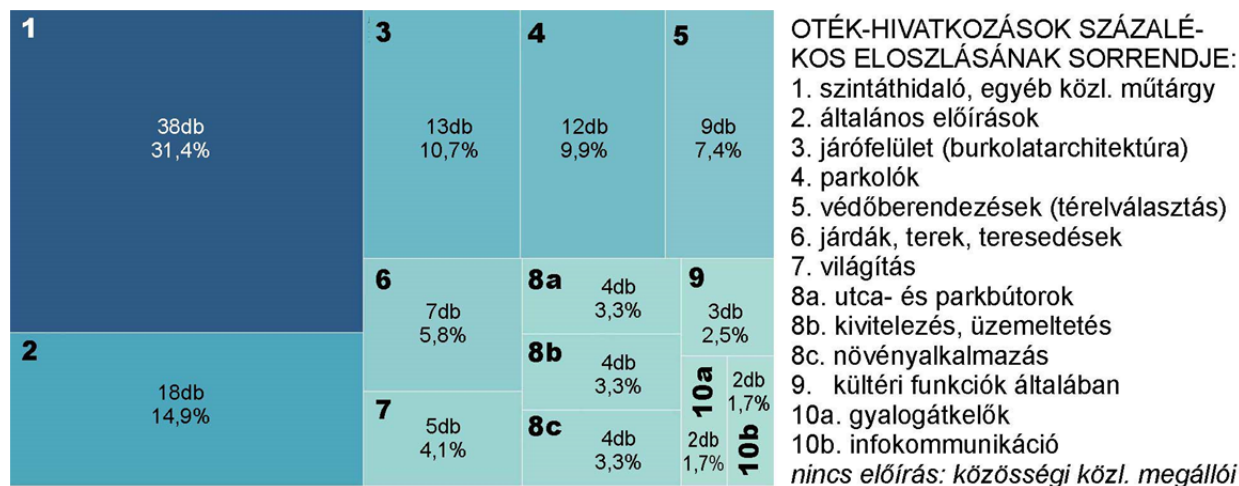 1
38db
31,4%
2
18db
14,9%
3
13db
10,7%
4
12db
9,9%
5
9db
7,4%
6
7db
5,8%
7
5db
4,1%
8a
4db
3,3%
8b
4db
3,3%
8c
4db
3,3%
9
3db
2,5%
10a
2db
1,7%
10b
2db
1,7%
OTÉK-HIVATKOZÁSOK SZÁZALÉ-
KOS ELOSZLÁSÁNAK SORRENDJE:
1. szintáthidaló, egyéb közl. műtárgy
2. általános előírások
3. járófelület (burkolatarchitektúra)
4. parkolók
5. védőberendezések (térelválasztás)
6. járdák, terek, teresedések
7. világítás
8a. utca- és parkbútorok
8b. kivitelezés, üzemeltetés
8c. növényalkalmazás
9. kültéri funkciók általában
10a. gyalogátkelők
10b. infokommunikáció
nincs előírás: közösségi közl. megállói